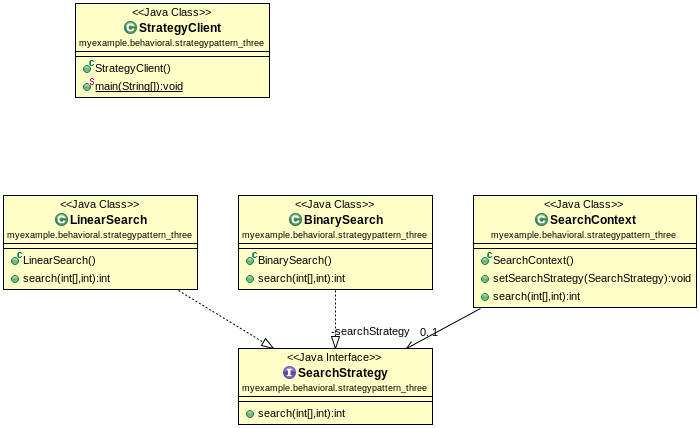 <<Java Class>>
StrategyClient
myexample.behavioral.strategypattern_three
StrategyClient()
main(String[]):void
<<Java Class>>
LinearSearch
myexample.behavioral.strategypattern_three
LinearSearch()
search(int[],int):int
<<Java Class>>
BinarySearch
myexample.behavioral.strategypattern_three
BinarySearch()
search(int[],int):int
<<Java Class>>
SearchContext
myexample.behavioral.strategypattern_three
SearchContext()
setSearchStrategy(SearchStrategy):void
search(int[],int):int
-searchStrategy
0..1
<<Java Interface>>
SearchStrategy
myexample.behavioral.strategypattern_three
search(int[],int):int